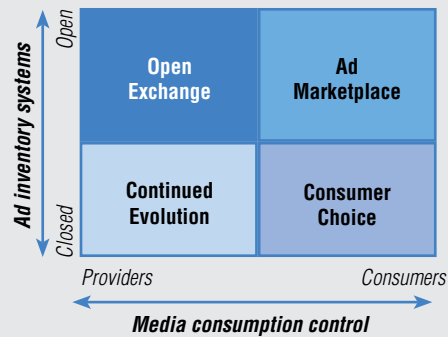 Ad inventory systems
Open
Closed
Open
Exchange
Ad
Marketplace
Continued
Evolution
Consumer
Choice
Providers
Consumers
Media consumption control